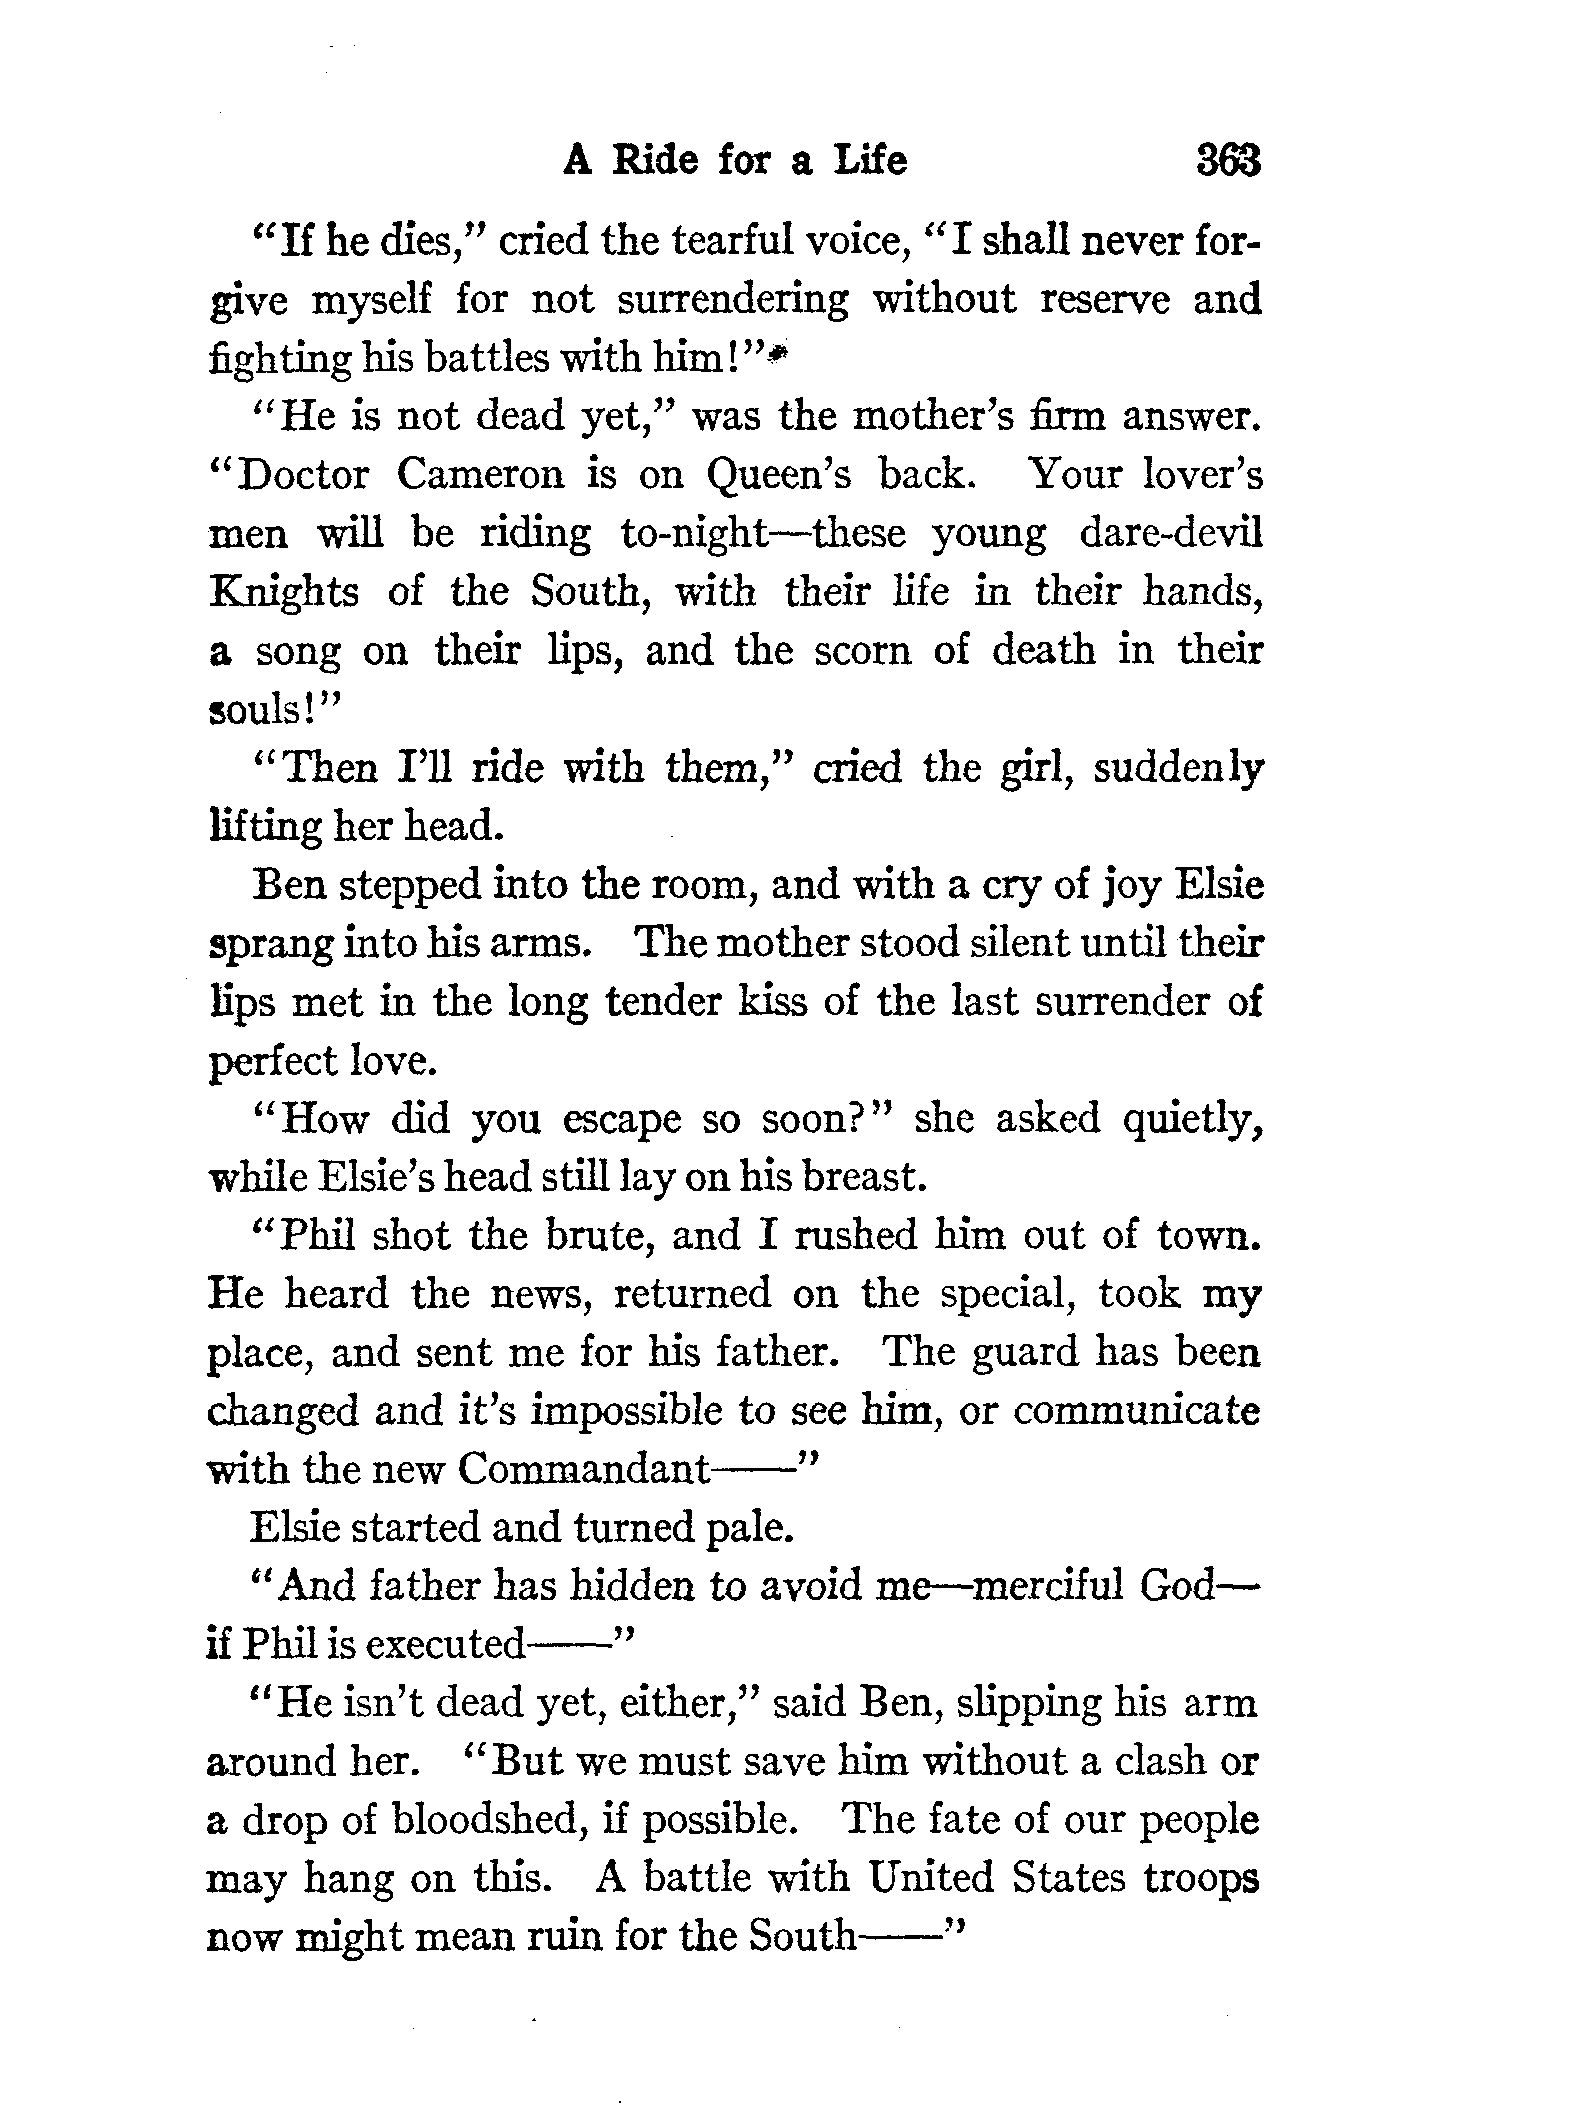 A Ride for a Life 363
“If he dies,” cried the tearful voice, “I shall never for-
give myself for not surrendering without reserve and
fighting his battles with him!”
“He is not dead yet,” was the mother’s firm answer.
“Doctor Cameron is on Queen’s back. Your lover’s
men will be riding to-night—these young dare-devil
Knights of the South, with their life in their hands,
a song on their lips, and the scorn of death in their
souls!”
“Then I’ll ride with them,” cried the girl, suddenly
lifting her head.
Ben stepped into the room, and with a cry of joy Elsie
sprang into his arms. The mother stood silent until their
lips met in the long tender kiss of the last surrender of
perfect love.
“How did you escape so soon?” she asked quietly,
while Elsie’s head still lay on his breast.
“Phil shot the brute, and I rushed him out of town.
He heard the news, returned on the special, took my
place, and sent me for his father. The guard has been
changed and it’s impossible to see him, or communicate
with the new Commandant——”
Elsie started and turned pale.
“And father has hidden to avoid me—merciful God—
if Phil is executed——”
“He isn’t dead yet, either,” said Ben, slipping his arm
around her. “But we must save him without a clash or
a drop of bloodshed, if possible. The fate of our people
may hang on this. A battle with United States troops
now might mean ruin for the South——”